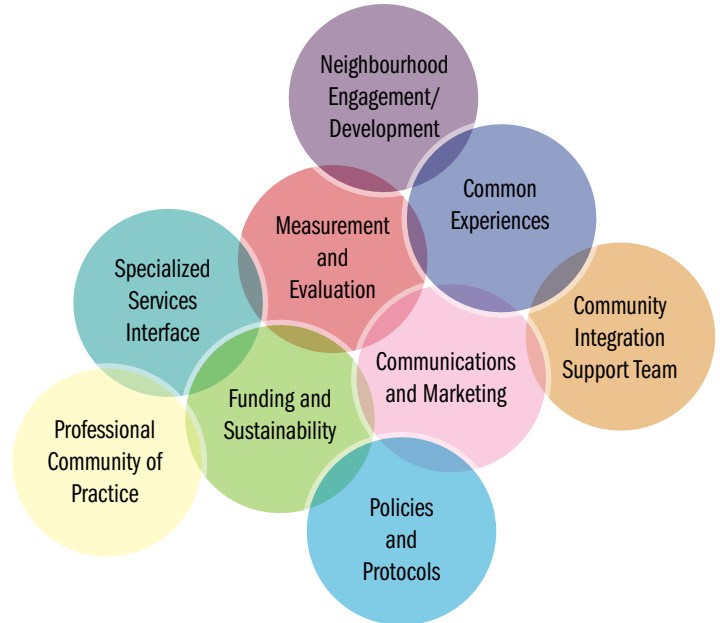 Neighbourhood
Engagement/
Development
Common
Experiences
Measurement
and
Evaluation
Specialized
Services
Interface
Community
Integration
Support Team
Communications
and Marketing
Funding and
Sustainability
Professional
Community of
Practice
Policies
and
Protocols